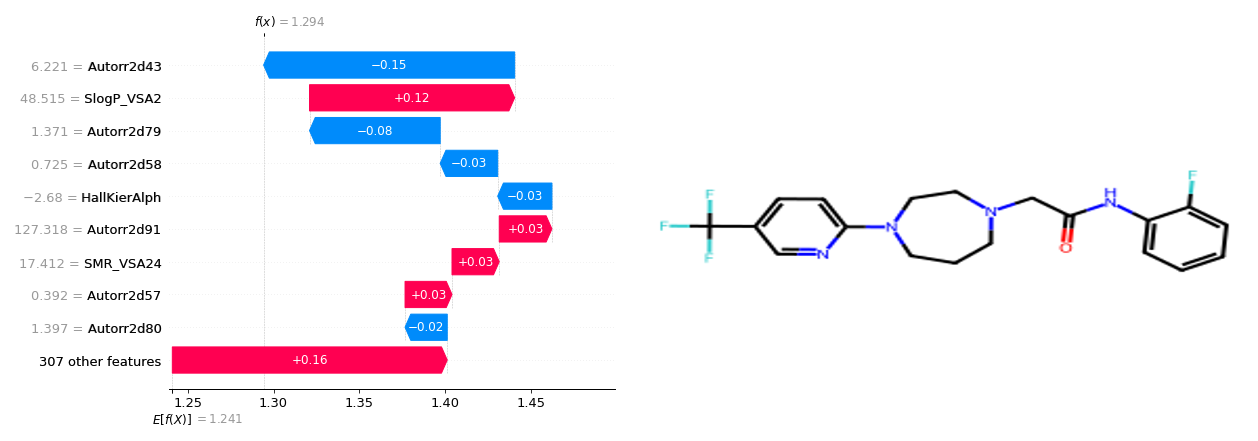 f(x) = 1.294
6.221 = Autorr2d43
−0.15
48.515 = SlogP_VSA2
+0.12
1.371 = Autorr2d79
−0.08
0.725 = Autorr2d58
−0.03
−2.68 = HallKierAlph
−0.03
127.318 = Autorr2d91
+0.03
17.412 = SMR_VSA24
+0.03
0.392 = Autorr2d57
+0.03
1.397 = Autorr2d80
−0.02
307 other features
+0.16
1.25 1.30 1.35 1.40 1.45
E[f(X)] = 1.241
F
F
F
N
N
N
O
H
N
F